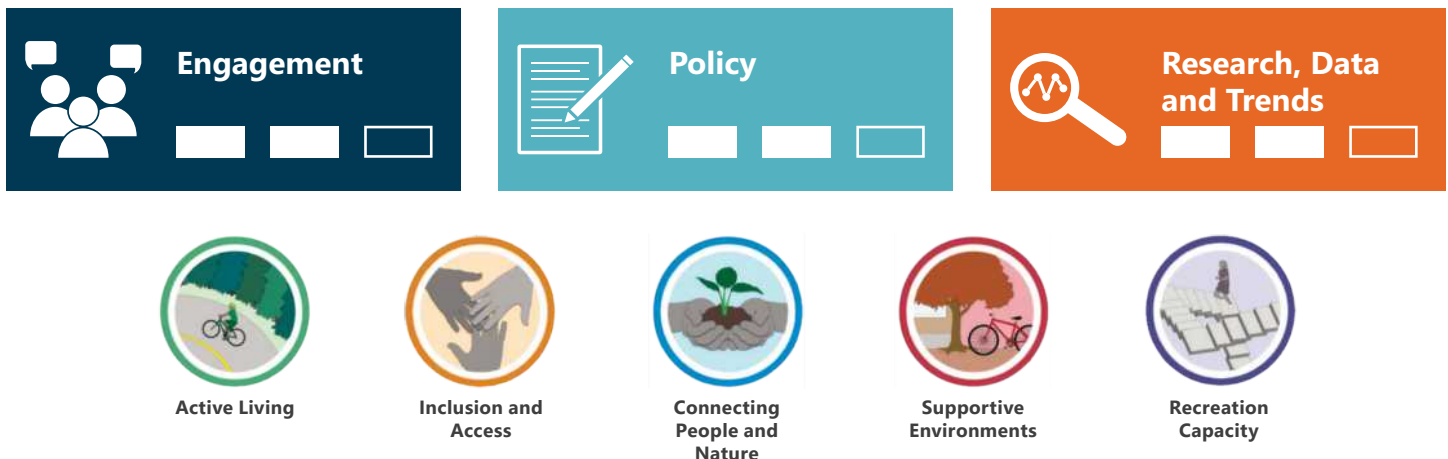 Engagement
Policy
Research, Data
and Trends
Active Living
Inclusion and
Access
Connecting
People and
Nature
Supportive
Environments
Recreation
Capacity